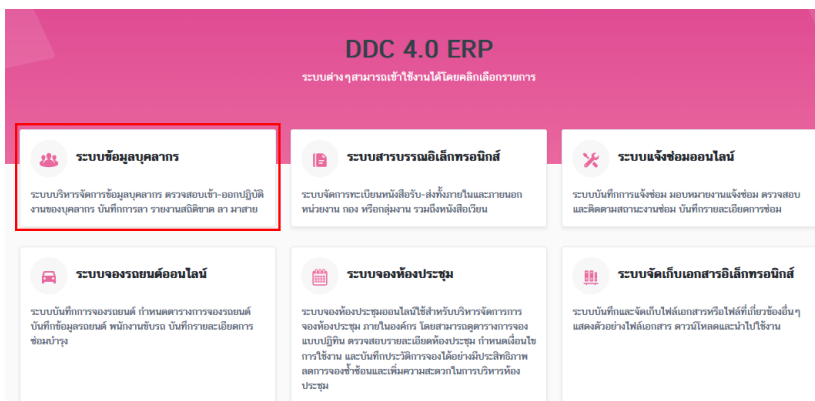 DDC 4.0 ERP
ระบบต่างๆสามารถเข้าใช้งานได้โดยคลิกเลือกรายการ
ระบบข้อมูลบุคลากร
ระบบบริหารจัดการข้อมูลบุคลากร ตรวจสอบเข้า-ออกปฏิบัติ
งานของบุคลากร บันทึกการลา รายงานสถิติขาด ลา มาสาย
ระบบสารบรรณอิเล็กทรอนิกส์
ระบบจัดการทะเบียนหนังสือรับ-ส่งทั้งภายในและภายนอก
หน่วยงาน กอง หรือกลุ่มงาน รวมถึงหนังสือเวียน
ระบบแจ้งซ่อมออนไลน์
ระบบบันทึกการแจ้งซ่อม มอบหมายงานแจ้งซ่อม ตรวจสอบ
และติดตามสถานะงานซ่อม บันทึกรายละเอียดการซ่อม
ระบบจองรถยนต์ออนไลน์
ระบบบันทึกการจองรถยนต์ กำหนดตารางการจองรถยนต์
บันทึกข้อมูลรถยนต์ พนักงานขับรถ บันทึกรายละเอียดการ
ซ่อมบำรุง
ระบบจองห้องประชุม
ระบบจองห้องประชุมออนไลน์ใช้สำหรับบริหารจัดการการ
จองห้องประชุม ภายในองค์กร โดยสามารถดูตารางการจอง
แบบปฏิทิน ตรวจสอบรายละเอียดห้องประชุม กำหนดเงื่อนไข
การใช้งาน และบันทึกประวัติการจองได้อย่างมีประสิทธิภาพ
ลดการจองซ้ำซ้อนและเพิ่มความสะดวกในการบริหารห้อง
ประชุม
ระบบจัดเก็บเอกสารอิเล็กทรอนิกส์
ระบบบันทึกและจัดเก็บไฟล์เอกสารหรือไฟล์ที่เกี่ยวข้องอื่นๆ
แสดงตัวอย่างไฟล์เอกสาร ดาวน์โหลดและนำไปใช้งาน